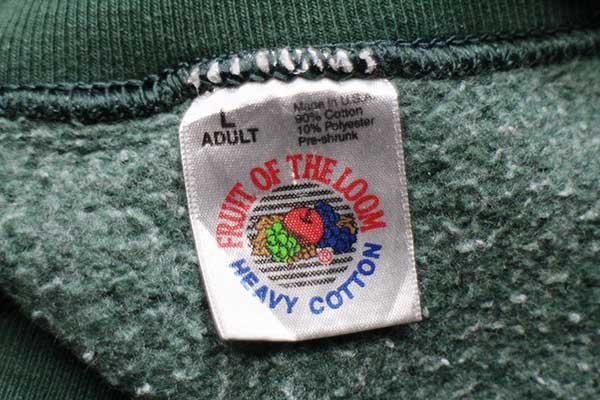 L
ADULT
Made in U.S.A.
90% Cotton
10% Polyester
Pre-shrunk
FRUIT OF THE LOOM
HEAVY COTTON